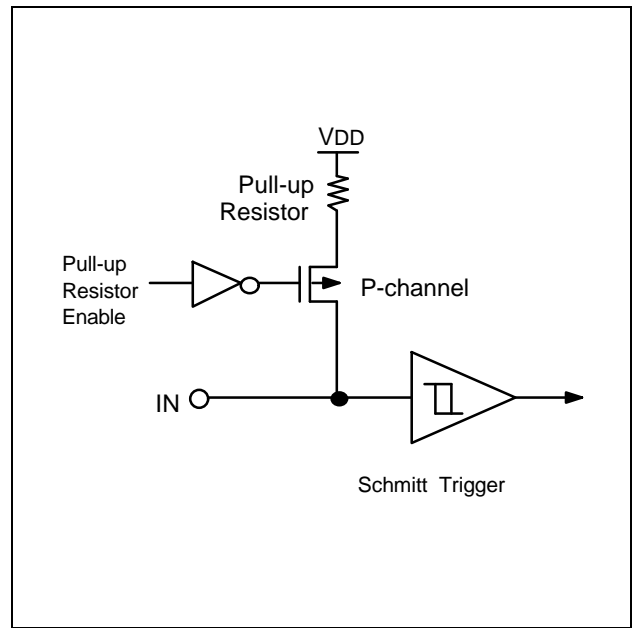 VDD
Pull-up
Resistor
Pull-up
Resistor
Enable
P-channel
IN
Schmitt Trigger